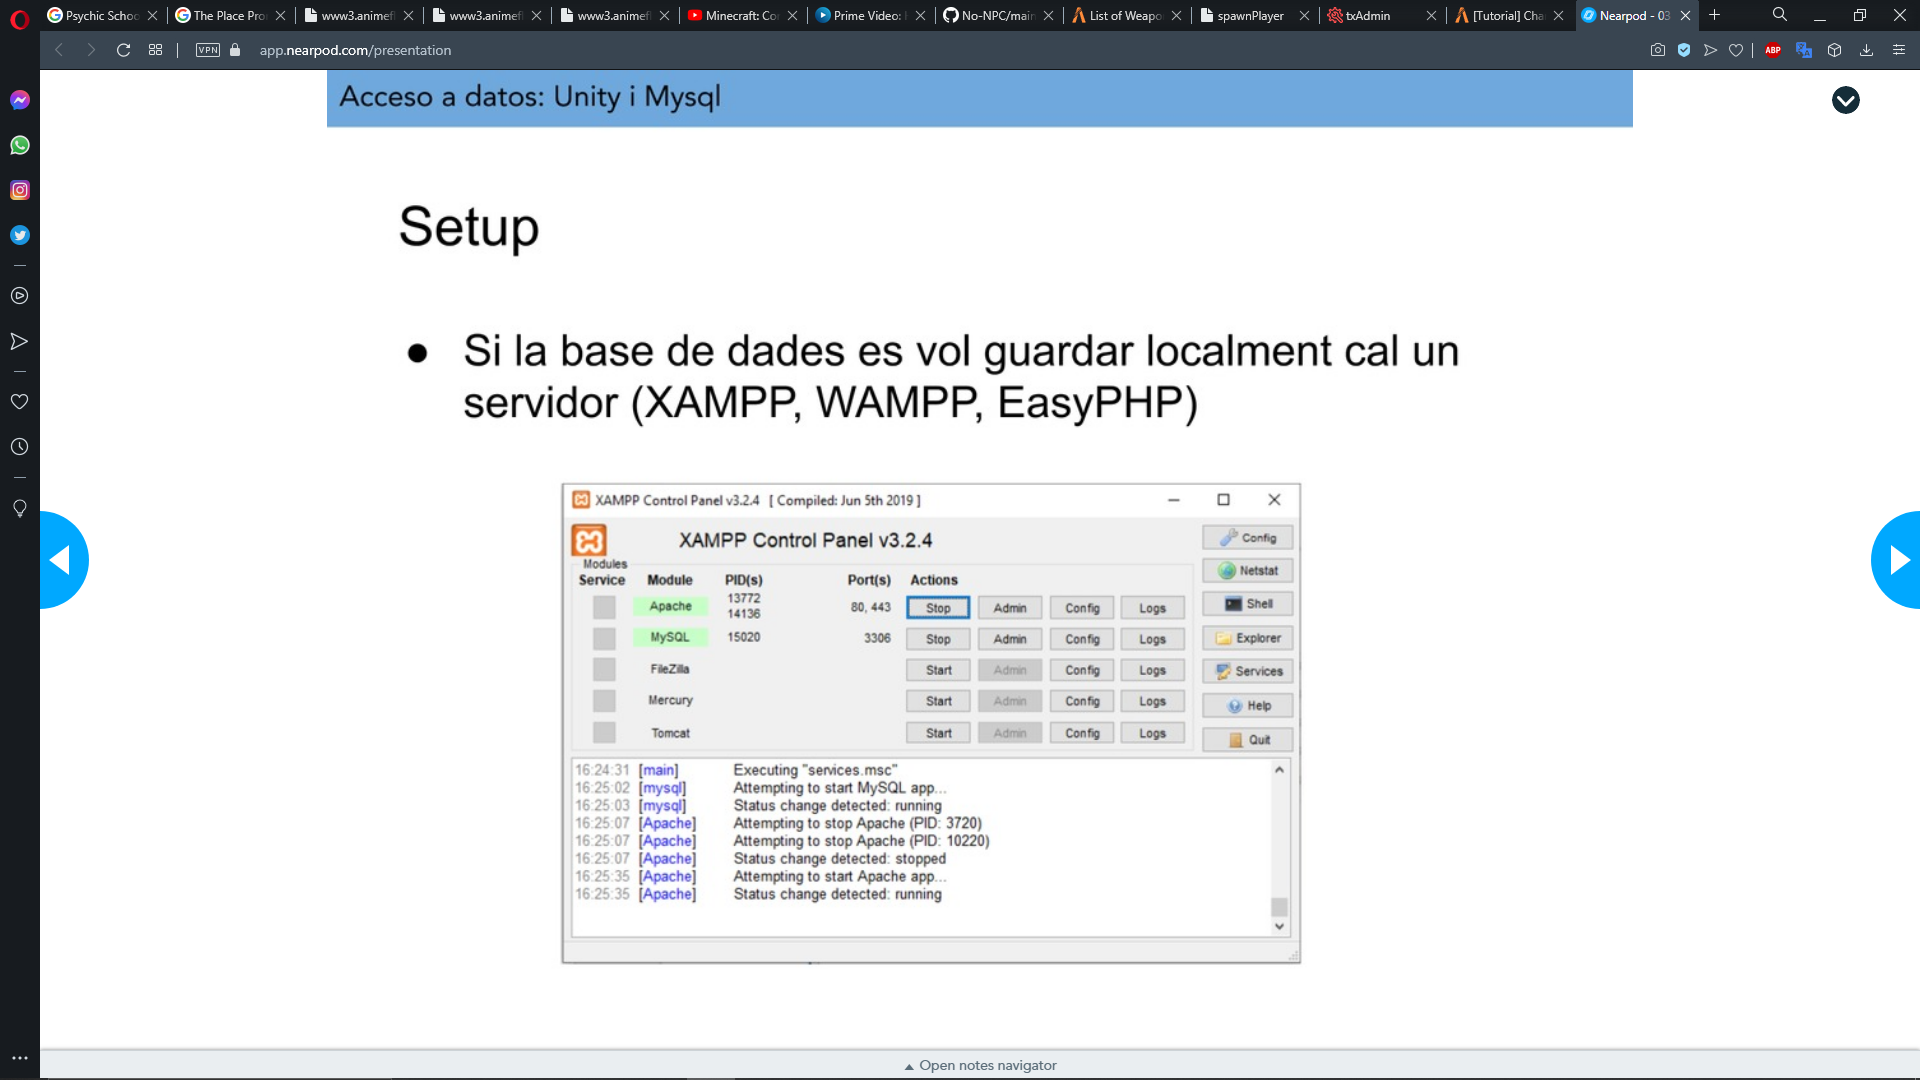 Psychic Schoo
The Place Pro
www3.animefl
www3.animefl
www3.animefl
Minecraft: Co
Prime Video:
No-NPC/main
List of Weapo
spawnPlayer
txAdmin
[Tutorial] Cha
Nearpod - 03
VPN
app.nearpod.com/presentation
ABP
Acceso a datos: Unity i Mysql
Setup
● Si la base de dades es vol guardar localment cal un
servidor (XAMPP, WAMPP, EasyPHP)
XAMPP Control Panel v3.2.4 [ Compiled: Jun 5th 2019 ]
XAMPP Control Panel v3.2.4
Config
Modules
Service Module PID(s) Port(s) Actions
Netstat
Apache 13772
14136 80, 443 Stop Admin Config Logs
Shell
MySQL 15020 3306 Stop Admin Config Logs
Explorer
FileZilla Start Admin Config Logs
Services
Mercury Start Admin Config Logs
Help
Tomcat Start Admin Config Logs
Quit
16:24:31 [main] Executing "services.msc"
16:25:02 [mysql] Attempting to start MySQL app...
16:25:03 [mysql] Status change detected: running
16:25:07 [Apache] Attempting to stop Apache (PID: 3720)
16:25:07 [Apache] Attempting to stop Apache (PID: 10220)
16:25:07 [Apache] Status change detected: stopped
16:25:35 [Apache] Attempting to start Apache app...
16:25:35 [Apache] Status change detected: running
Open notes navigator